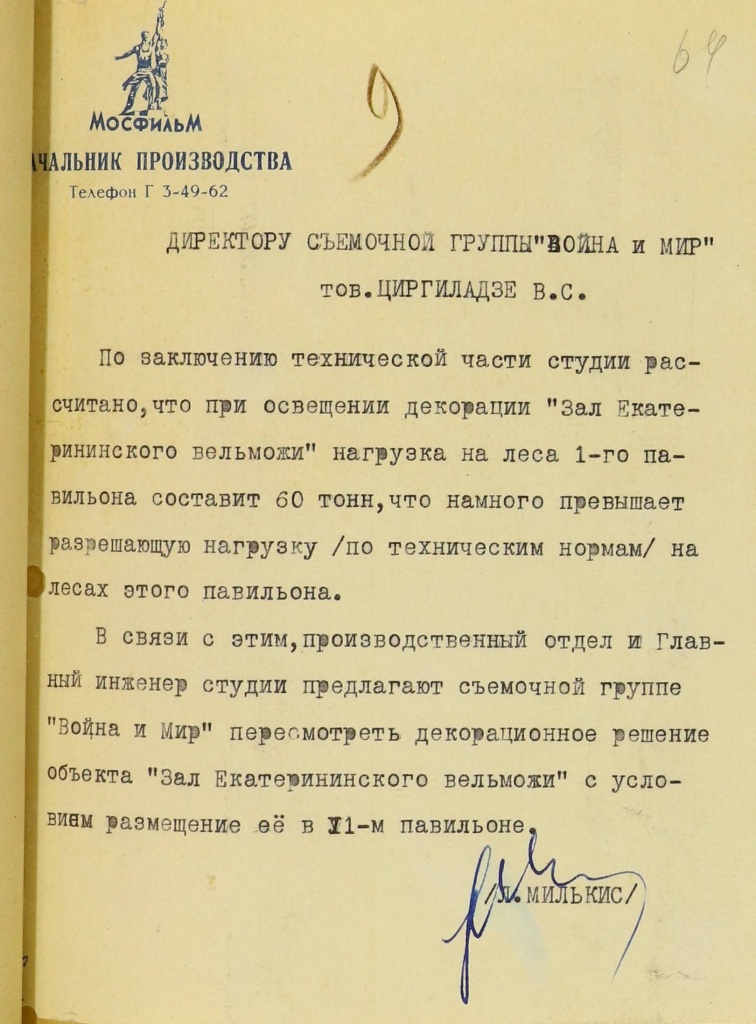 64
9
МОСФИЛЬМ
АЧАЛЬНИК ПРОИЗВОДСТВА
Телефон Г 3-49-62
ДИРЕКТОРУ СЪЕМОЧНОЙ ГРУППЫ"ВОЙНА и МИР"
тов.ЦИРГИЛАДЗЕ В.С.
По заключению технической части студии рас-
считано,что при освещении декорации "Зал Екате-
рининского вельможи" нагрузка на леса 1-го па-
вильона составит 60 тонн,что намного превышает
разрешающую нагрузку /по техническим нормам/ на
лесах этого павильона.
В связи с этим,производственный отдел и Глав-
ный инженер студии предлагают съемочной группе
"Война и Мир" пересмотреть декорационное решение
объекта "Зал Екатерининского вельможи" с усло-
виям размещение её в 11-м павильоне.
/Л.МИЛЬКИС/